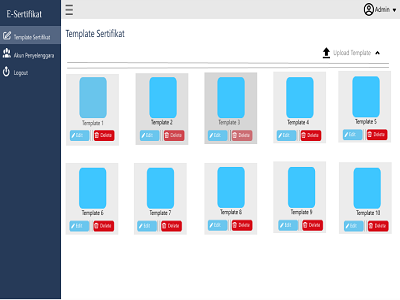 E-Sertifikat
Admin
Template Sertifikat
Template Sertifikat
Upload Template
Akun Penyelenggara
Logout
Template 1
Template 2
Template 3
Template 4
Template 5
Edit Delete
Edit Delete
Edit Delete
Edit Delete
Edit Delete
Template 6
Template 7
Template 8
Template 9
Template 10
Edit Delete
Edit Delete
Edit Delete
Edit Delete
Edit Delete